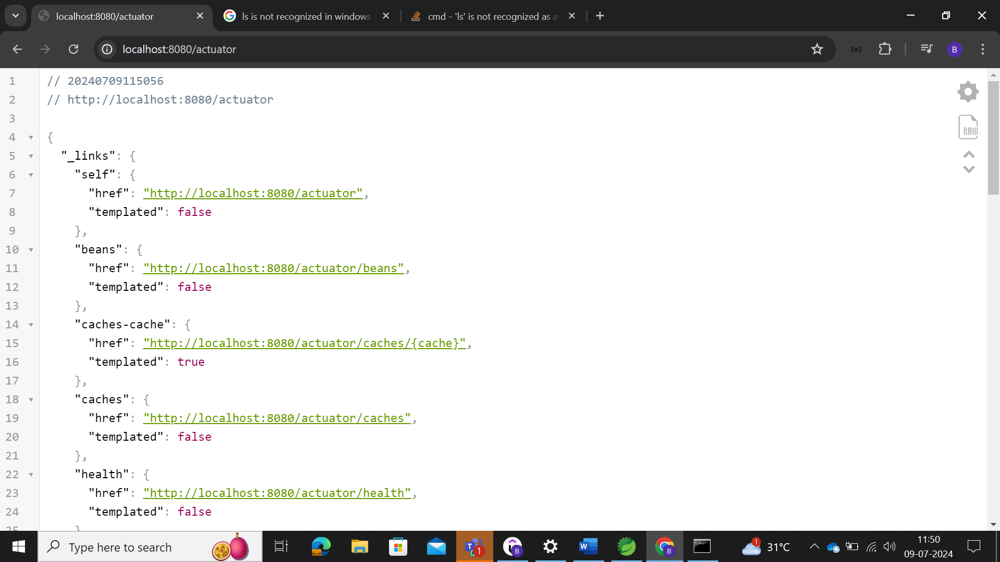 localhost:8080/actuator
ls is not recognized in windows
cmd - 'ls' is not recognized as a
localhost:8080/actuator
B
1 // 20240709115056
2 // http://localhost:8080/actuator
3
4 {
5 "_links": {
6 "self": {
7 "href": "http://localhost:8080/actuator",
8 "templated": false
9 },
10 "beans": {
11 "href": "http://localhost:8080/actuator/beans",
12 "templated": false
13 },
14 "caches-cache": {
15 "href": "http://localhost:8080/actuator/caches/{cache}",
16 "templated": true
17 },
18 "caches": {
19 "href": "http://localhost:8080/actuator/caches",
20 "templated": false
21 },
22 "health": {
23 "href": "http://localhost:8080/actuator/health",
24 "templated": false
25 }
RAW
Type here to search
T 1
B
W
B
1
31°C
11:50
09-07-2024